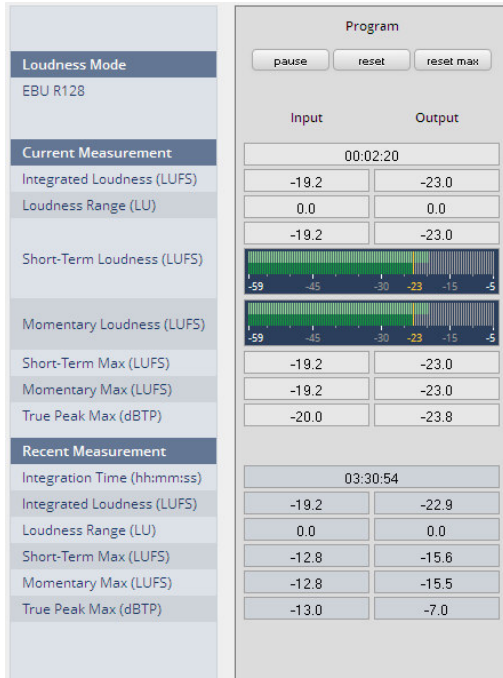 Program
Loudness Mode pause reset reset max
EBU R128
Input Output
Current Measurement 00:02:20
Integrated Loudness (LUFS) -19.2 -23.0
Loudness Range (LU) 0.0 0.0
-19.2 -23.0
Short-Term Loudness (LUFS)
-59 -45 -30 -23 -15 -5
Momentary Loudness (LUFS)
-59 -45 -30 -23 -15 -5
Short-Term Max (LUFS) -19.2 -23.0
Momentary Max (LUFS) -19.2 -23.0
True Peak Max (dBTP) -20.0 -23.8
Recent Measurement
Integration Time (hh:mm:ss) 03:30:54
Integrated Loudness (LUFS) -19.2 -22.9
Loudness Range (LU) 0.0 0.0
Short-Term Max (LUFS) -12.8 -15.6
Momentary Max (LUFS) -12.8 -15.5
True Peak Max (dBTP) -13.0 -7.0